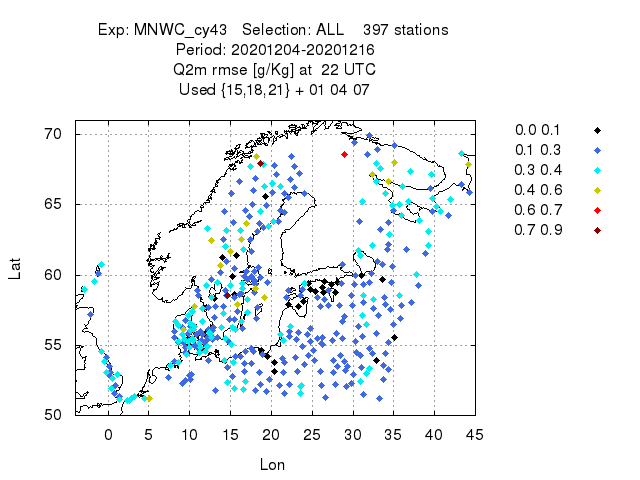 Exp: MNWC_cy43 Selection: ALL 397 stations
Period: 20201204-20201216
Q2m rmse [g/Kg] at 22 UTC
Used {15,18,21} + 01 04 07
70
65
60
55
50
Lat
0 5 10 15 20 25 30 35 40 45
Lon
0.0 0.1
0.1 0.3
0.3 0.4
0.4 0.6
0.6 0.7
0.7 0.9